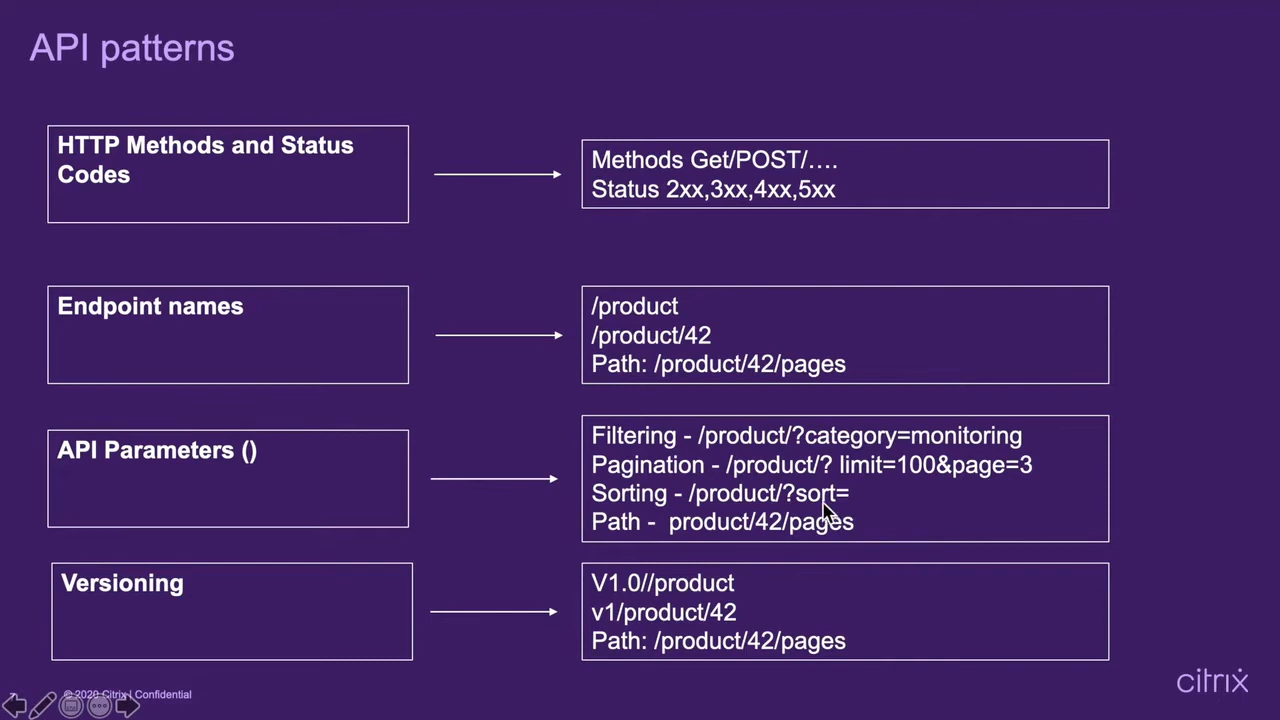 API patterns
HTTP Methods and Status
Codes
Methods Get/POST/....
Status 2xx,3xx,4xx,5xx
Endpoint names
/product
/product/42
Path: /product/42/pages
API Parameters ()
Filtering - /product/?category=monitoring
Pagination - /product/? limit=100&page=3
Sorting - /product/?sort=
Path -  product/42/pages
Versioning
V1.0//product
v1/product/42
Path: /product/42/pages
© 2020 Citrix | Confidential
citrix